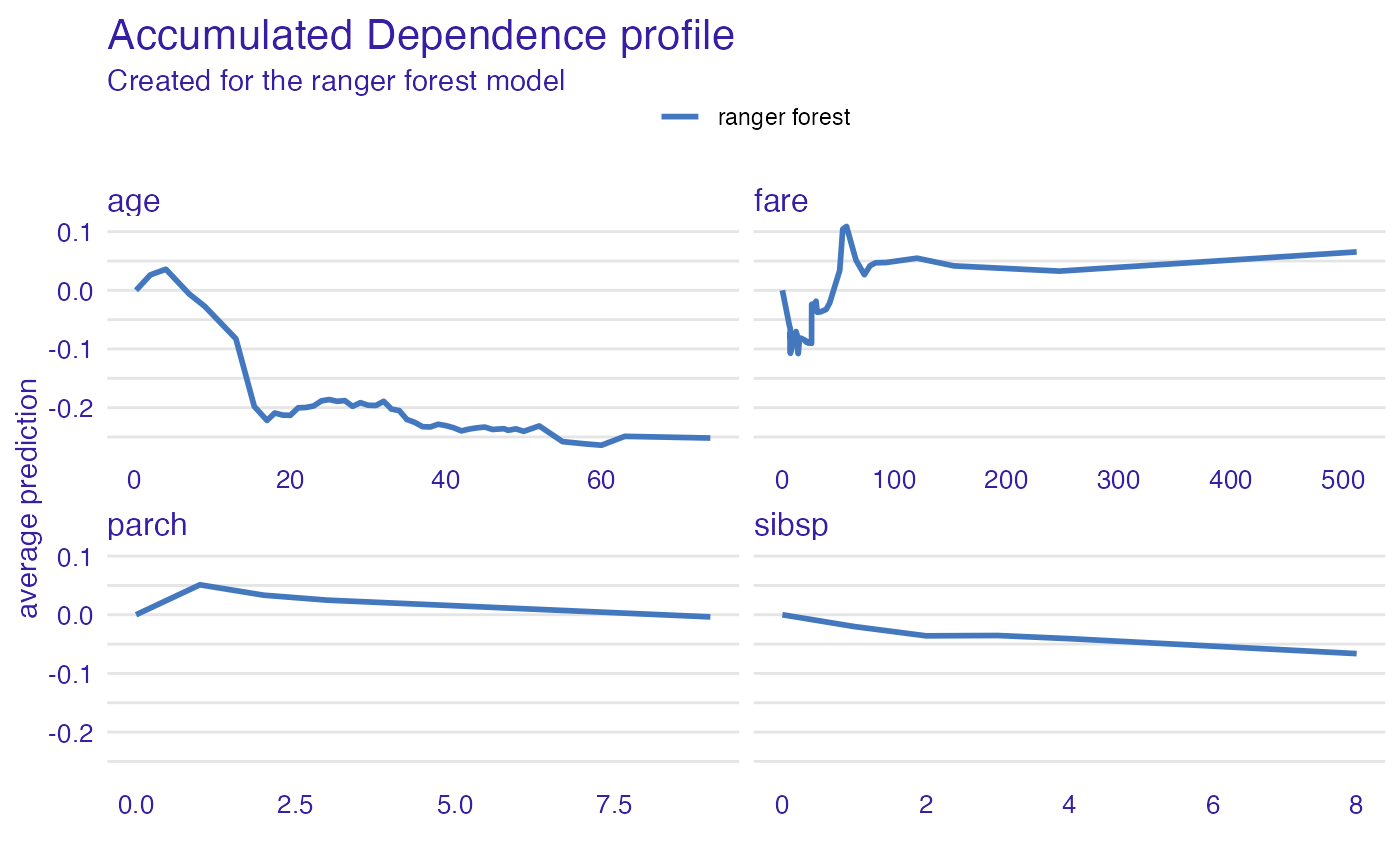 Accumulated Dependence profile
Created for the ranger forest model
ranger forest
age
fare
0.1
0.0
-0.1
-0.2
0 20 40 60
0 100 200 300 400 500
average prediction
parch
sibsp
0.1
0.0
-0.1
-0.2
0.0 2.5 5.0 7.5
0 2 4 6 8